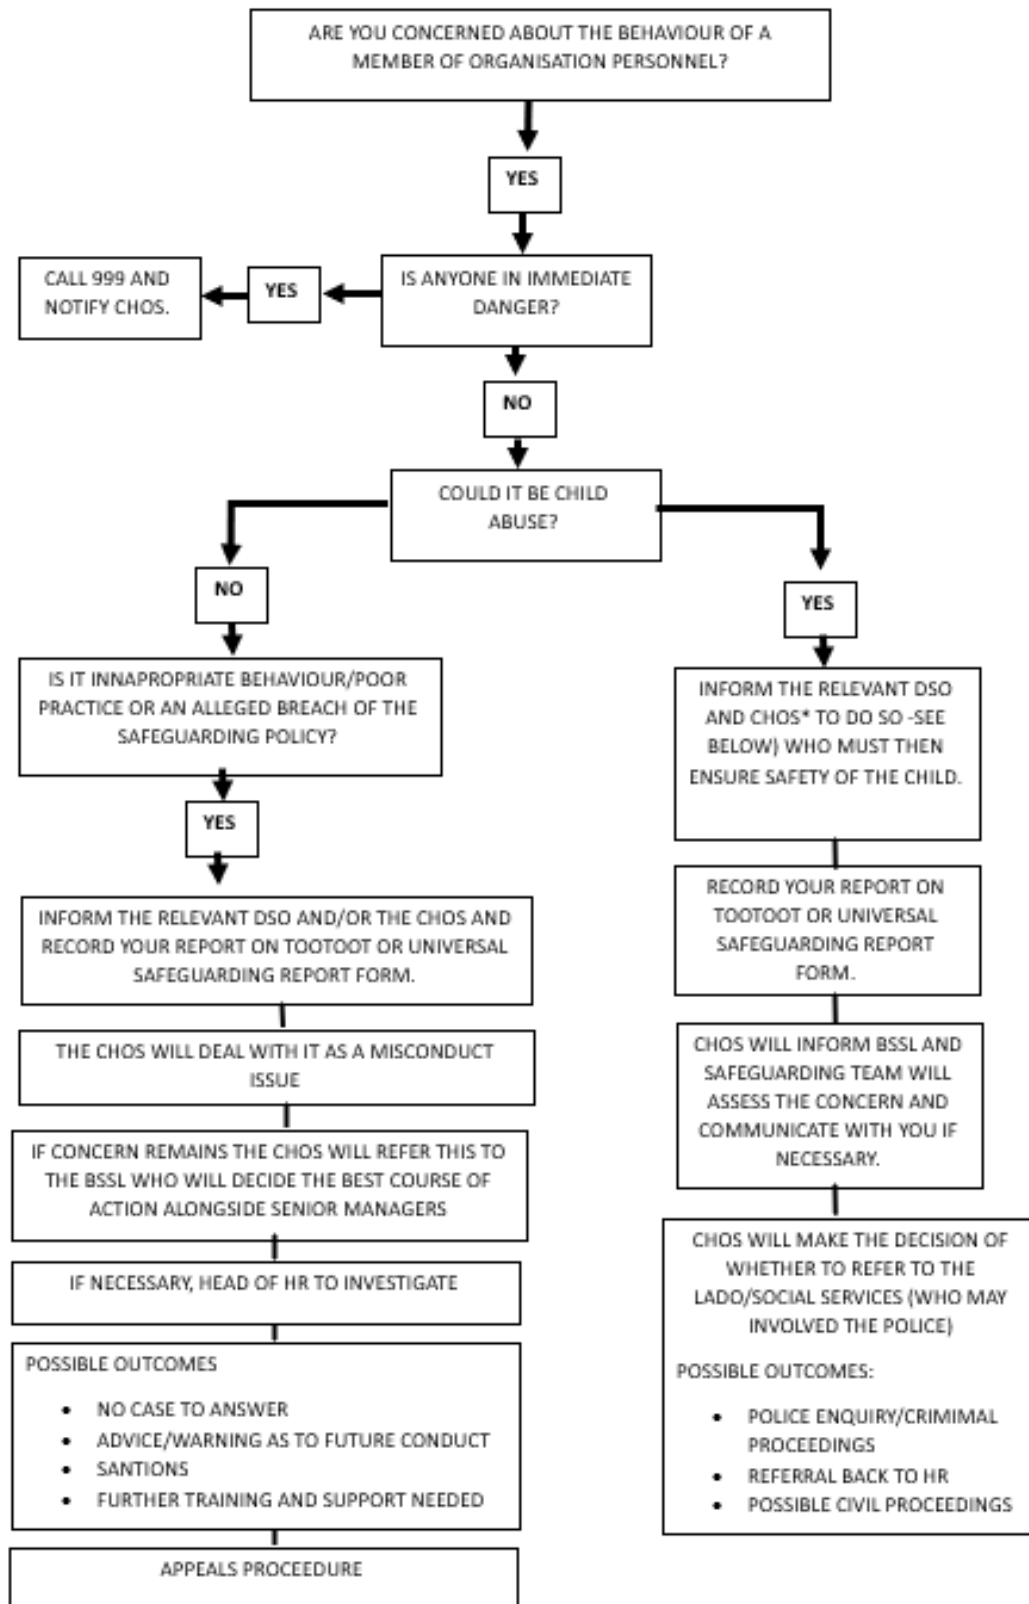 ARE YOU CONCERNED ABOUT THE BEHAVIOUR OF A
MEMBER OF ORGANISATION PERSONNEL?
YES
IS ANYONE IN IMMEDIATE
DANGER?
YES
CALL 999 AND
NOTIFY CHOS.
NO
COULD IT BE CHILD
ABUSE?
NO
IS IT INNAPROPRIATE BEHAVIOUR/POOR
PRACTICE OR AN ALLEGED BREACH OF THE
SAFEGUARDING POLICY?
YES
INFORM THE RELEVANT DSO AND/OR THE CHOS AND
RECORD YOUR REPORT ON TOOTOOT OR UNIVERSAL
SAFEGUARDING REPORT FORM.
THE CHOS WILL DEAL WITH IT AS A MISCONDUCT
ISSUE
IF CONCERN REMAINS THE CHOS WILL REFER THIS TO
THE BSSL WHO WILL DECIDE THE BEST COURSE OF
ACTION ALONGSIDE SENIOR MANAGERS
IF NECESSARY, HEAD OF HR TO INVESTIGATE
POSSIBLE OUTCOMES
• NO CASE TO ANSWER
• ADVICE/WARNING AS TO FUTURE CONDUCT
• SANTIONS
• FURTHER TRAINING AND SUPPORT NEEDED
APPEALS PROCEEDURE
YES
INFORM THE RELEVANT DSO
AND CHOS* TO DO SO -SEE
BELOW) WHO MUST THEN
ENSURE SAFETY OF THE CHILD.
RECORD YOUR REPORT ON
TOOTOOT OR UNIVERSAL
SAFEGUARDING REPORT
FORM.
CHOS WILL INFORM BSSL AND
SAFEGUARDING TEAM WILL
ASSESS THE CONCERN AND
COMMUNICATE WITH YOU IF
NECESSARY.
CHOS WILL MAKE THE DECISION OF
WHETHER TO REFER TO THE
LADO/SOCIAL SERVICES (WHO MAY
INVOLVED THE POLICE)
POSSIBLE OUTCOMES:
• POLICE ENQUIRY/CRIMIMAL
PROCEEDINGS
• REFERRAL BACK TO HR
• POSSIBLE CIVIL PROCEEDINGS